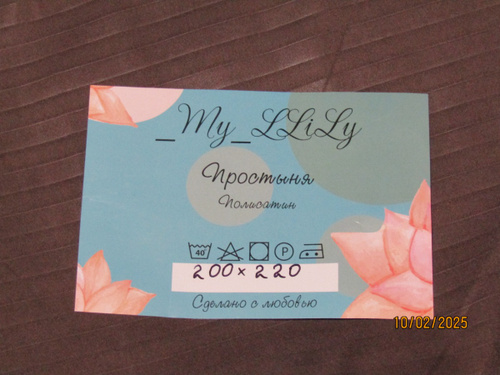 _My_LLiLy
Простыня
Полисатин
40 P
200 × 220
Сделано с любовью
10/02/2025